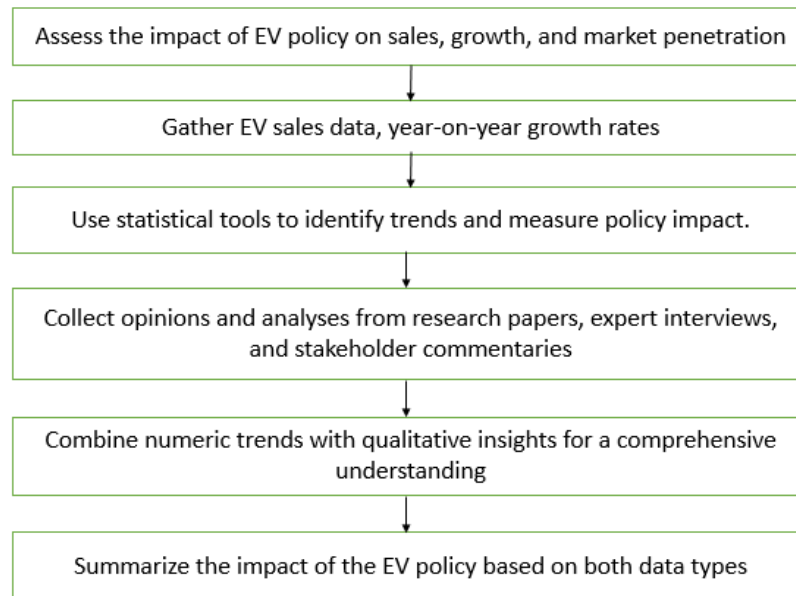 Assess the impact of EV policy on sales, growth, and market penetration
Gather EV sales data, year-on-year growth rates
Use statistical tools to identify trends and measure policy impact.
Collect opinions and analyses from research papers, expert interviews,
and stakeholder commentaries
Combine numeric trends with qualitative insights for a comprehensive
understanding
Summarize the impact of the EV policy based on both data types